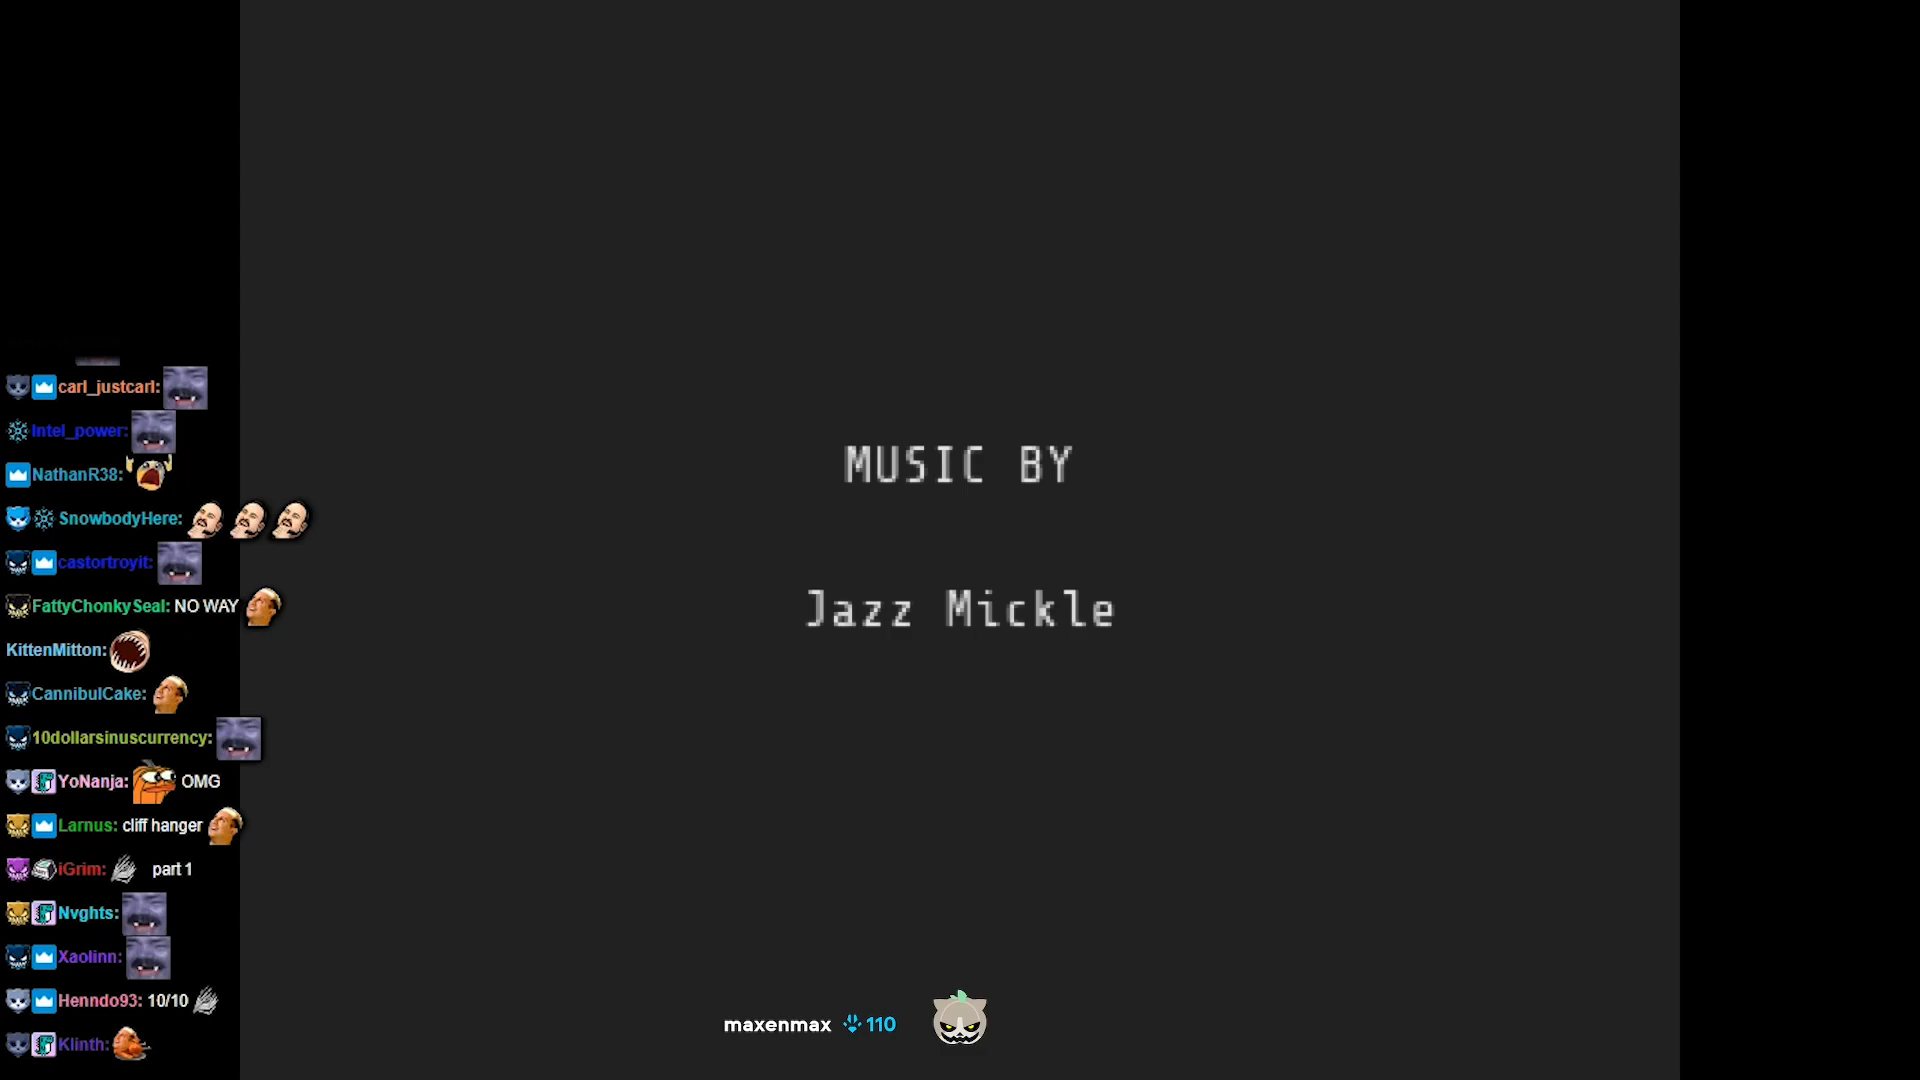 carl_justcarl:
Intel_power:
NathanR38:
SnowbodyHere:
castortroyit:
FattyChonkySeal: NO WAY
KittenMitton:
CannibulCake:
10dollarsinuscurrency:
YoNanja: OMG
Larnus: cliff hanger
iGrim: part 1
Nvghts:
Xaolinn:
Henndo93: 10/10
Klinth:
MUSIC BY
Jazz Mickle
maxenmax 110